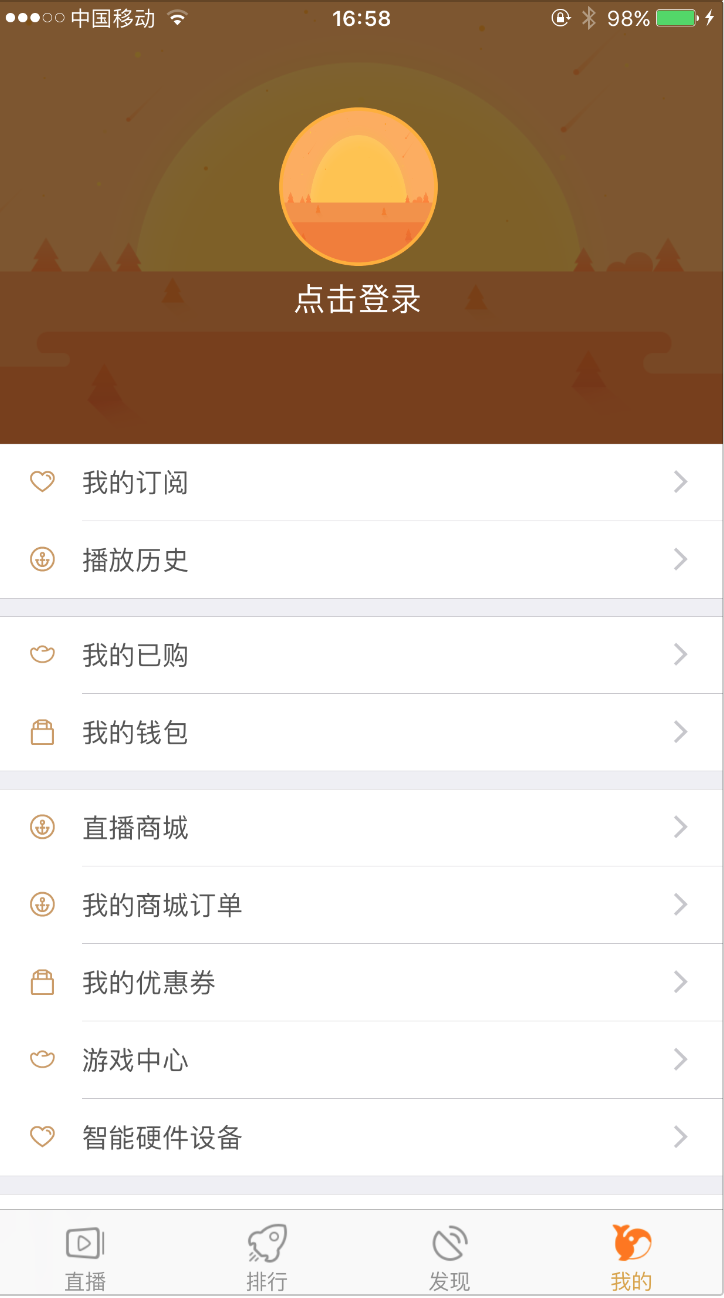 中国移动 16:58 98%
点击登录
我的订阅
播放历史
我的已购
我的钱包
直播商城
我的商城订单
我的优惠券
游戏中心
智能硬件设备
直播 排行 发现 我的